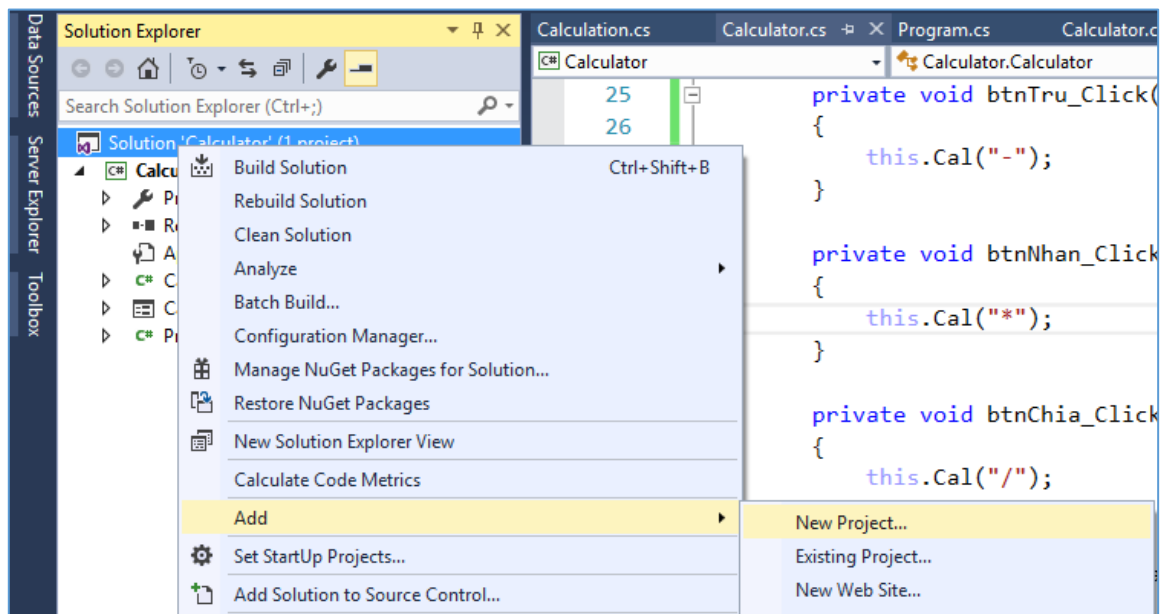 Data Sources
Server Explorer
Toolbox
Solution Explorer
Search Solution Explorer (Ctrl+;)
Solution 'Calculator' (1 project)
Calcu
P
R
A
C
C
P
Build Solution Ctrl+Shift+B
Rebuild Solution
Clean Solution
Analyze
Batch Build...
Configuration Manager...
Manage NuGet Packages for Solution...
Restore NuGet Packages
New Solution Explorer View
Calculate Code Metrics
Add
Set StartUp Projects...
Add Solution to Source Control...
New Project...
Existing Project...
New Web Site...
Calculation.cs Calculator.cs Program.cs Calculator.c
C# Calculator Calculator.Calculator
25 private void btnTru_Click(
26 {
this.Cal("-");
}
private void btnNhan_Click
{
this.Cal("*");
}
private void btnChia_Click
{
this.Cal("/");